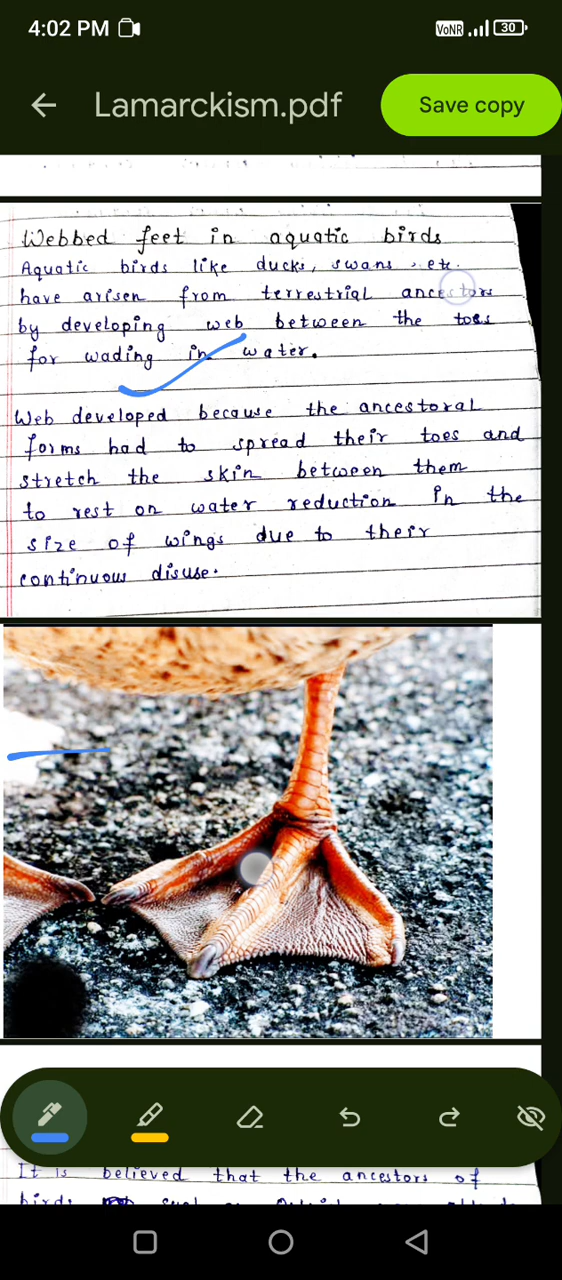 4:02 PM
VoNR 30
Lamarckism.pdf
Save copy
Webbed feet in aquatic birds
Aquatic birds like ducks, swans, etc.
have arisen from terrestrial ancestors
by developing web between the toes
for wading in water.
Web developed because the ancestoral
forms had to spread their toes and
stretch the skin between them
to rest on water reduction in the
size of wings due to their
continuous disuse.
It is believed that the ancestors of
birds